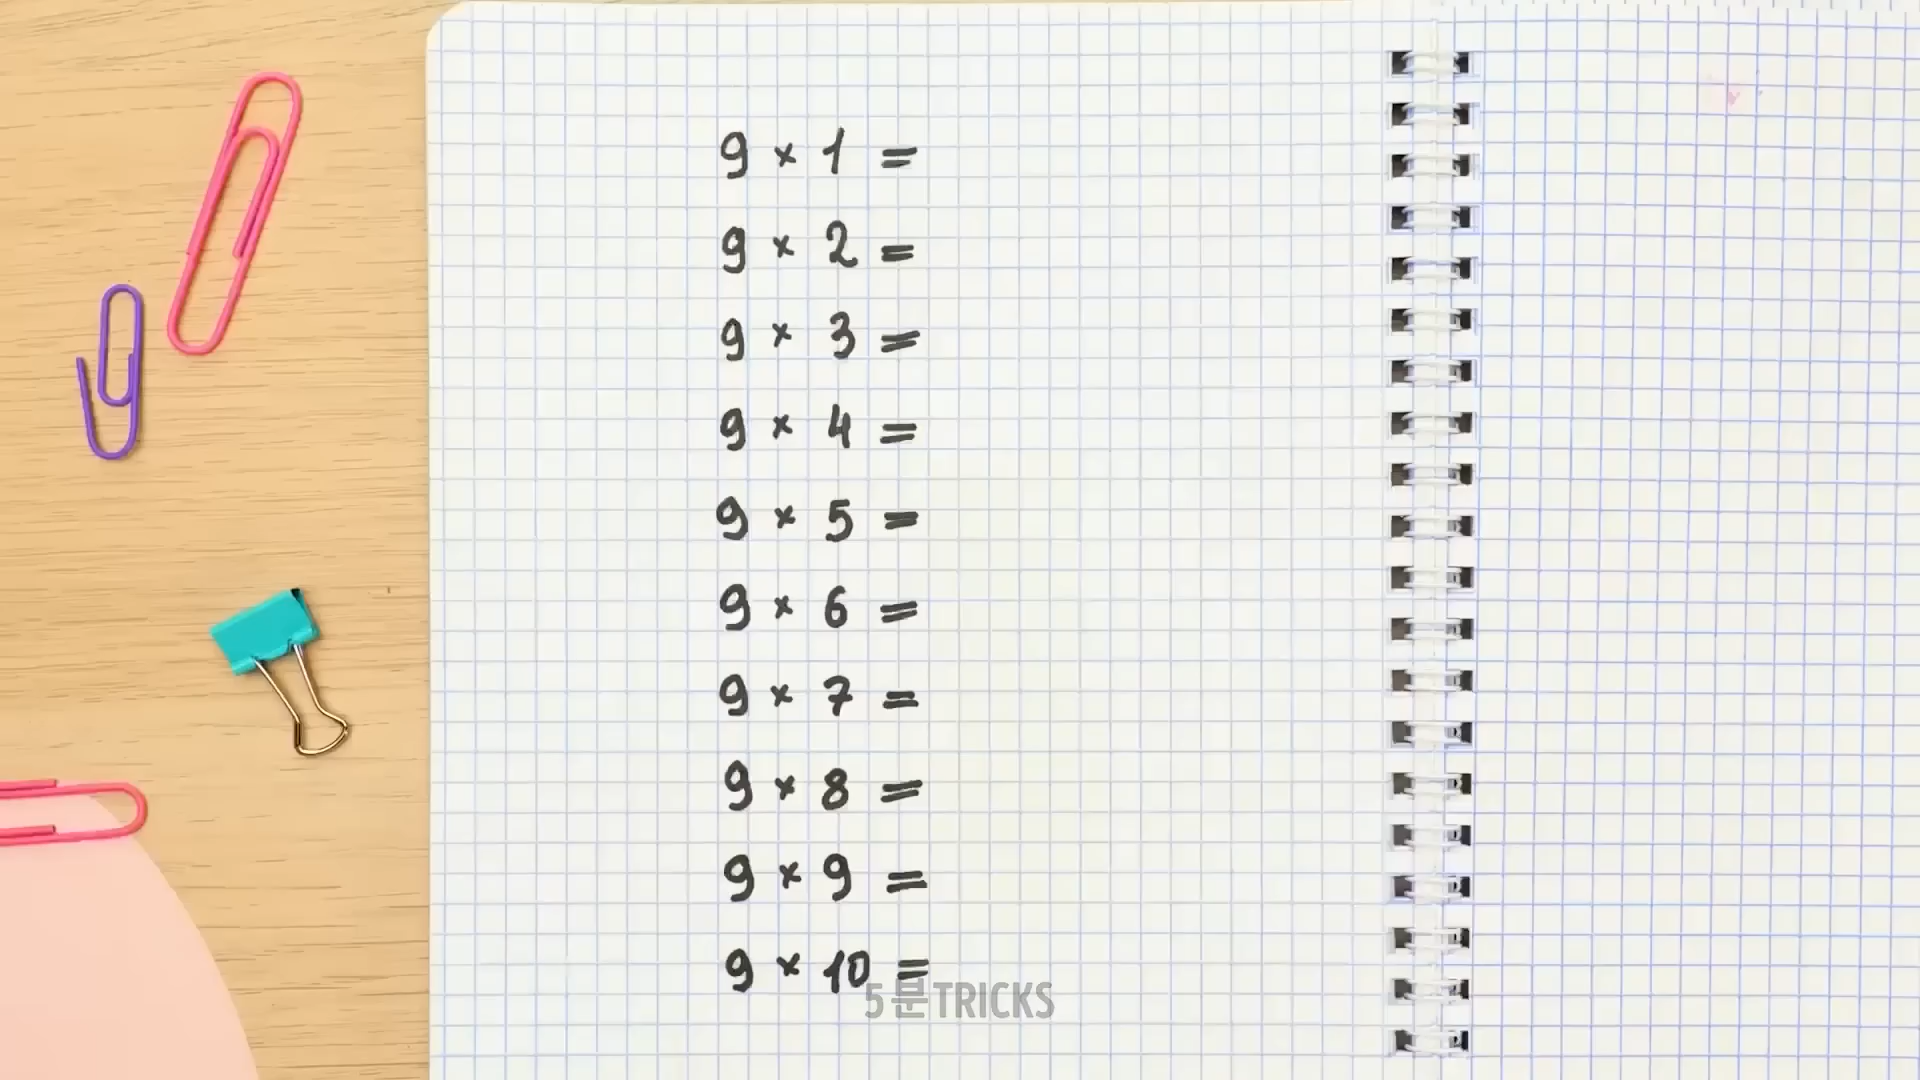 9 × 1 =
9 × 2 =
9 × 3 =
9 × 4 =
9 × 5 =
9 × 6 =
9 × 7 =
9 × 8 =
9 × 9 =
9 × 10 =
5분TRICKS